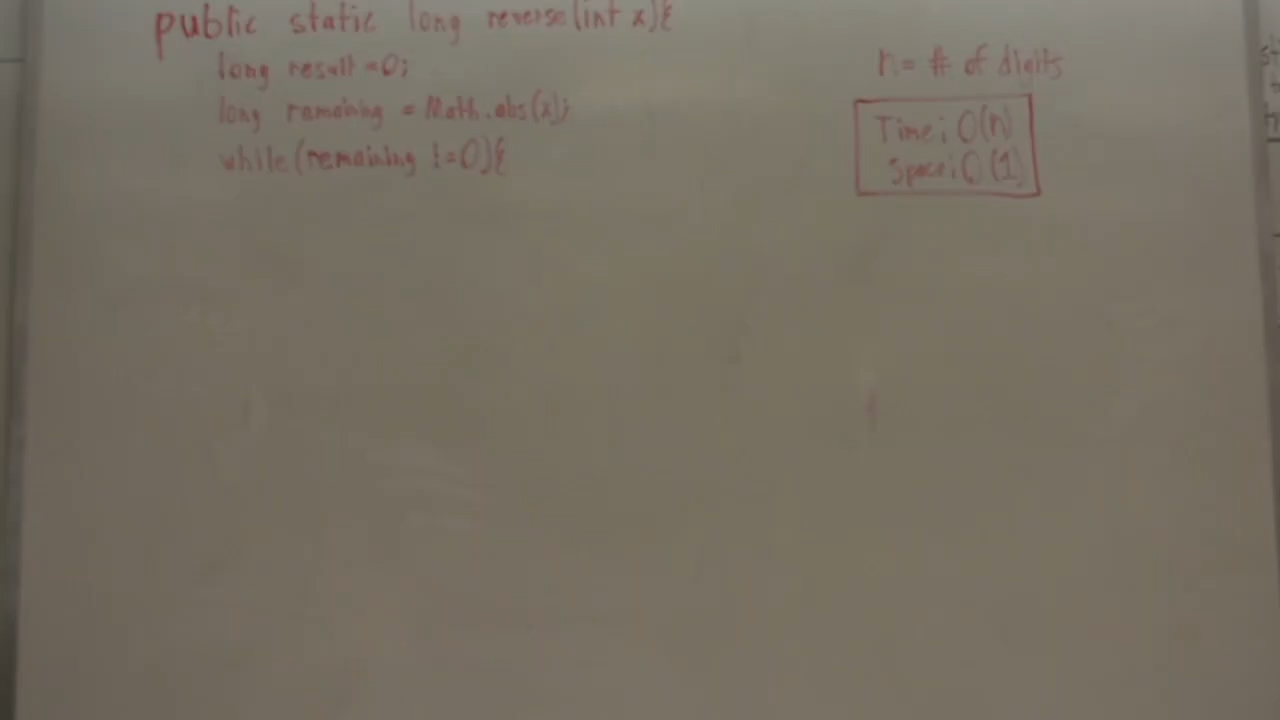 public static long reverse(int x){
long result =0;
long remaining = Math.abs(x);
while(remaining !=0){
n= # of digits
Time: O(n)
Space: O(1)